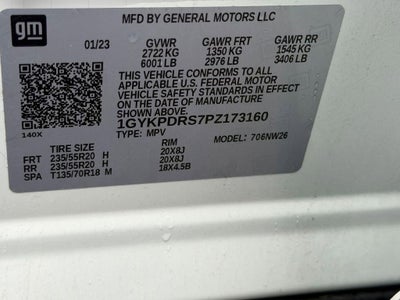 gm
MFD BY GENERAL MOTORS LLC
01/23 GVWR GAWR FRT GAWR RR
2722 KG 1350 KG 1545 KG
6001 LB 2976 LB 3406 LB
THIS VEHICLE CONFORMS TO ALL
APPLICABLE U.S. FEDERAL MOTOR
VEHICLE SAFETY STANDARDS IN
EFFECT ON THE DATE OF MANUFACTURE
SHOWN ABOVE.
1GYKPDRS7PZ173160
140X TYPE: MPV MODEL: 706NW26
TIRE SIZE RIM
FRT 235/55R20 H 20X8J
RR 235/55R20 H 20X8J
SPA T135/70R18 M 18X4.5B